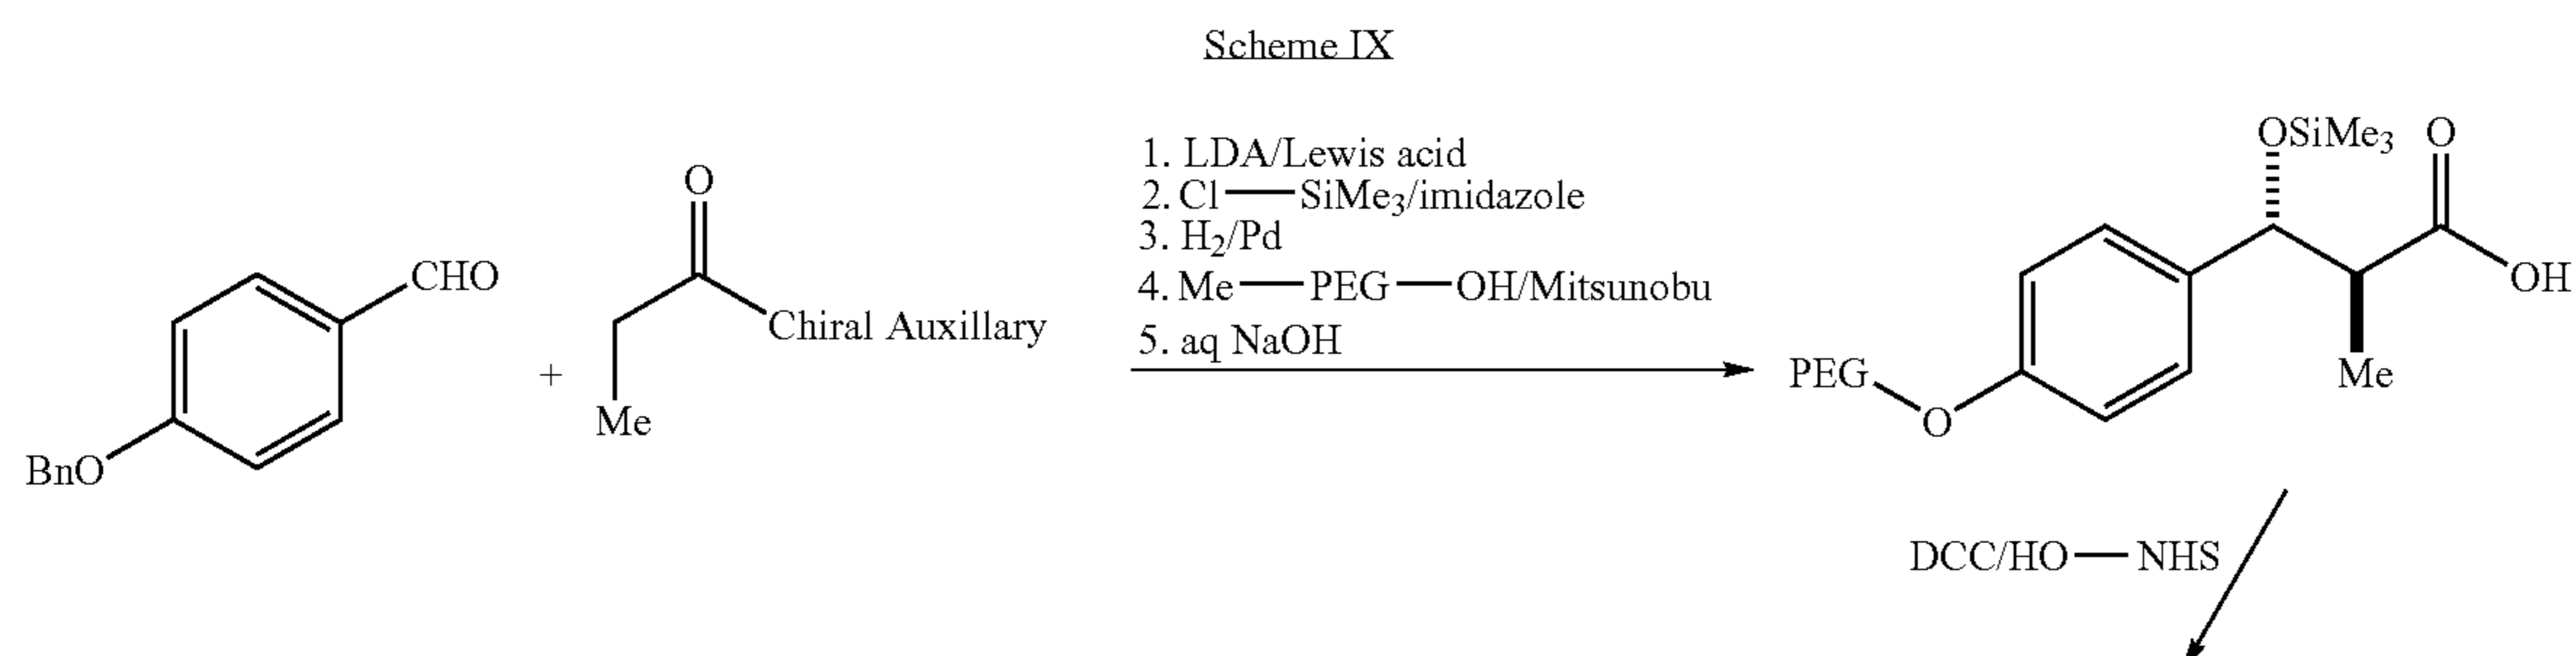 Scheme IX
1. LDA/Lewis acid
2. Cl—SiMe3/imidazole
3. H2/Pd
4. Me—PEG—OH/Mitsunobu
5. aq NaOH
CHO
BnO
+
O
Chiral Auxillary
Me
OSiMe3
O
OH
Me
PEG
O
DCC/HO—NHS